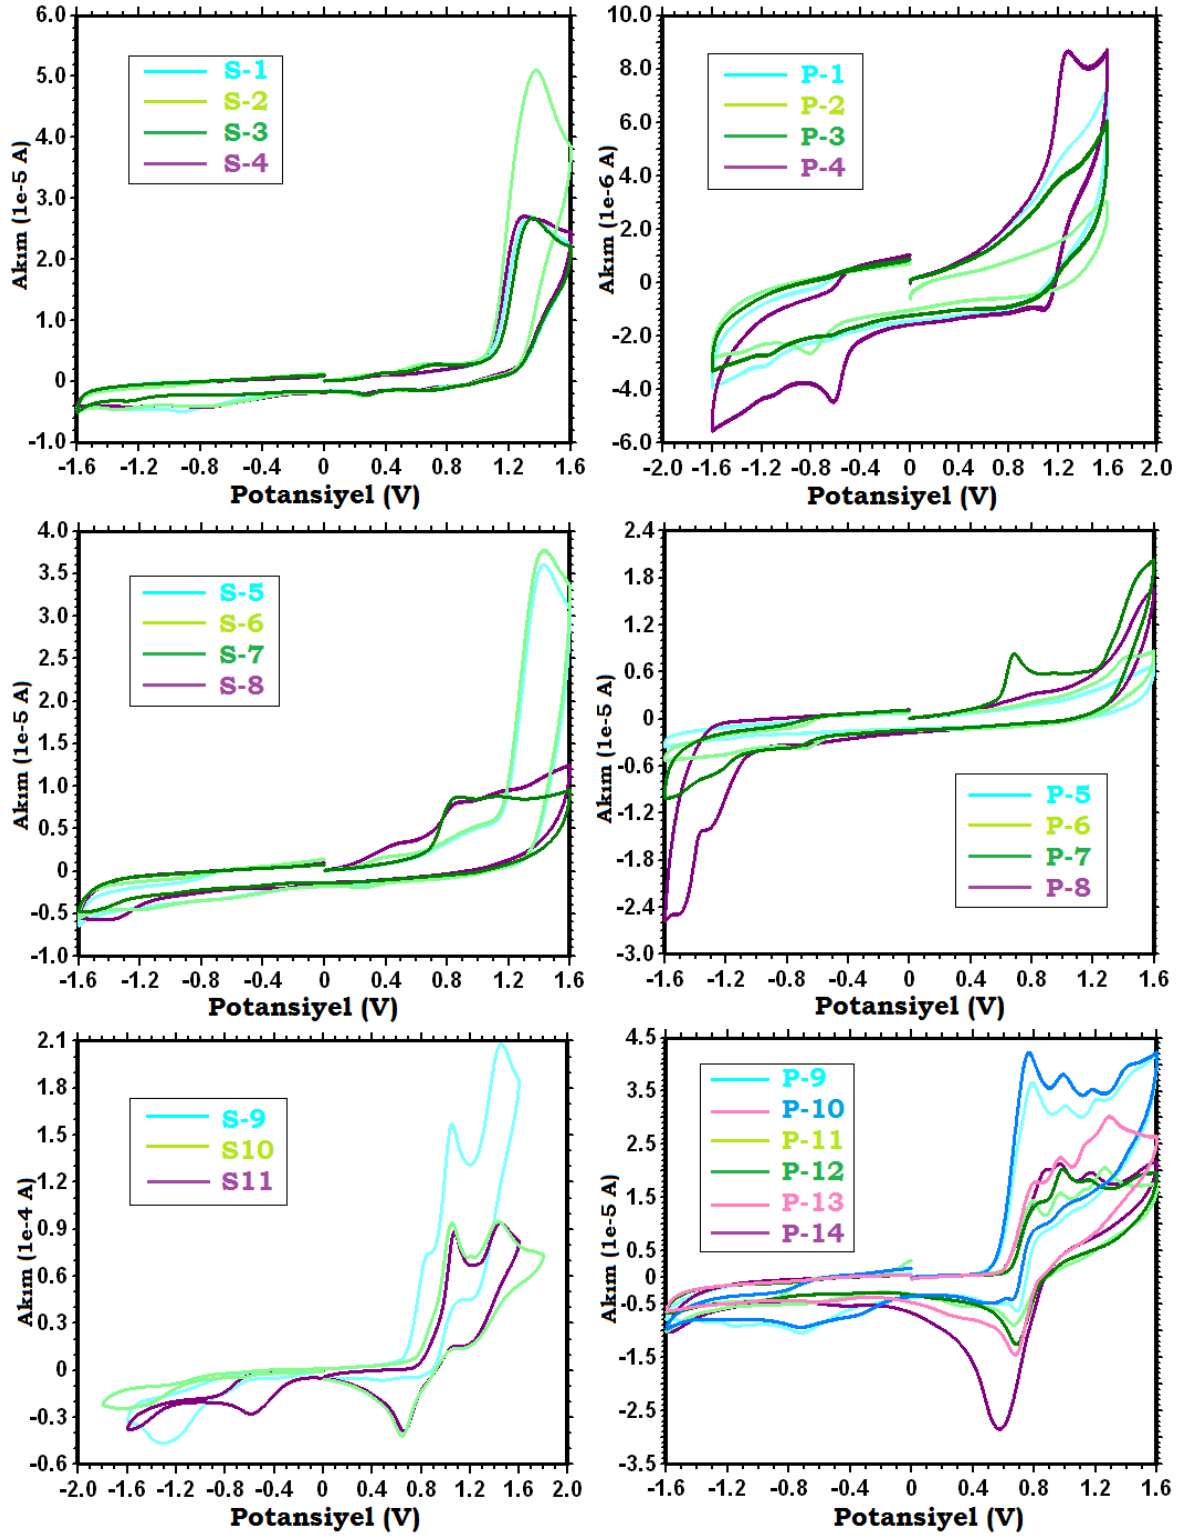 6.0
5.0
4.0
3.0
2.0
1.0
0
-1.0
Akım (1e-5 A)
S-1
S-2
S-3
S-4
-1.6 -1.2 -0.8 -0.4 0 0.4 0.8 1.2 1.6
Potansiyel (V)
10.0
8.0
6.0
4.0
2.0
0
-2.0
-4.0
-6.0
Akım (1e-6 A)
P-1
P-2
P-3
P-4
-2.0 -1.6 -1.2 -0.8 -0.4 0 0.4 0.8 1.2 1.6 2.0
Potansiyel (V)
4.0
3.5
3.0
2.5
2.0
1.5
1.0
0.5
0
-0.5
-1.0
Akım (1e-5 A)
S-5
S-6
S-7
S-8
-1.6 -1.2 -0.8 -0.4 0 0.4 0.8 1.2 1.6
Potansiyel (V)
2.4
1.8
1.2
0.6
0
-0.6
-1.2
-1.8
-2.4
-3.0
Akım (1e-5 A)
P-5
P-6
P-7
P-8
-1.6 -1.2 -0.8 -0.4 0 0.4 0.8 1.2 1.6
Potansiyel (V)
2.1
1.8
1.5
1.2
0.9
0.6
0.3
0
-0.3
-0.6
Akım (1e-4 A)
S-9
S10
S11
-2.0 -1.6 -1.2 -0.8 -0.4 0 0.4 0.8 1.2 1.6 2.0
Potansiyel (V)
4.5
3.5
2.5
1.5
0.5
0
-0.5
-1.5
-2.5
-3.5
Akım (1e-5 A)
P-9
P-10
P-11
P-12
P-13
P-14
-1.6 -1.2 -0.8 -0.4 0 0.4 0.8 1.2 1.6
Potansiyel (V)